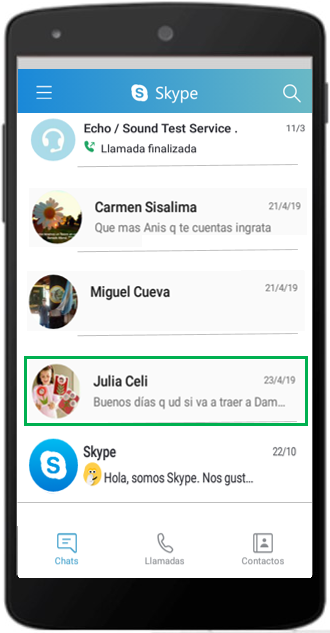 Skype
Echo / Sound Test Service .
11/3
Llamada finalizada
Carmen Sisalima
21/4/19
Que mas Anis q te cuentas ingrata
Miguel Cueva
21/4/19
Julia Celi
23/4/19
Buenos días q ud si va a traer a Dam...
Skype
22/10
Hola, somos Skype. Nos gust...
Chats
Llamadas
Contactos